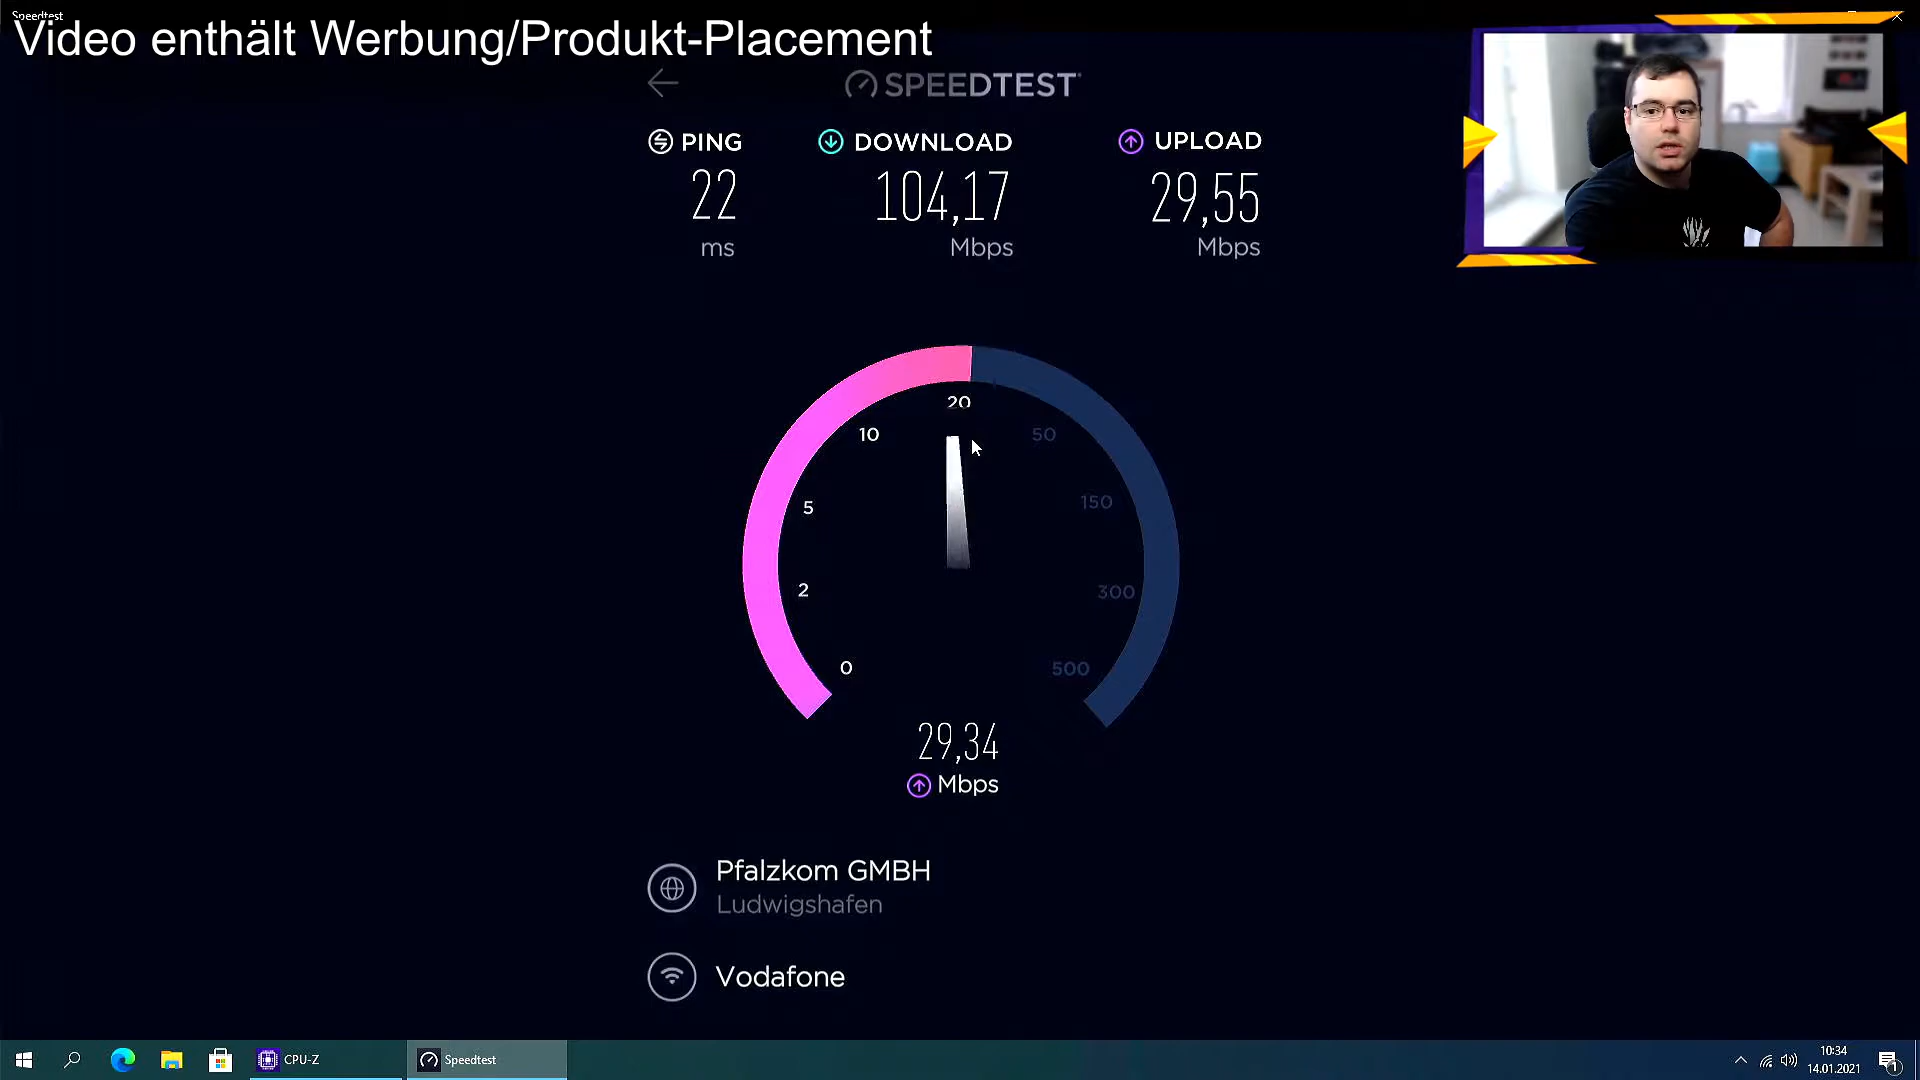 Speedtest
Video enthält Werbung/Produkt-Placement
SPEEDTEST
PING
DOWNLOAD
UPLOAD
22
104,17
29,55
ms
Mbps
Mbps
20
10
50
5
150
2
300
0
500
29,34
Mbps
Pfalzkom GMBH
Ludwigshafen
Vodafone
CPU-Z
Speedtest
10:34
14.01.2021
1